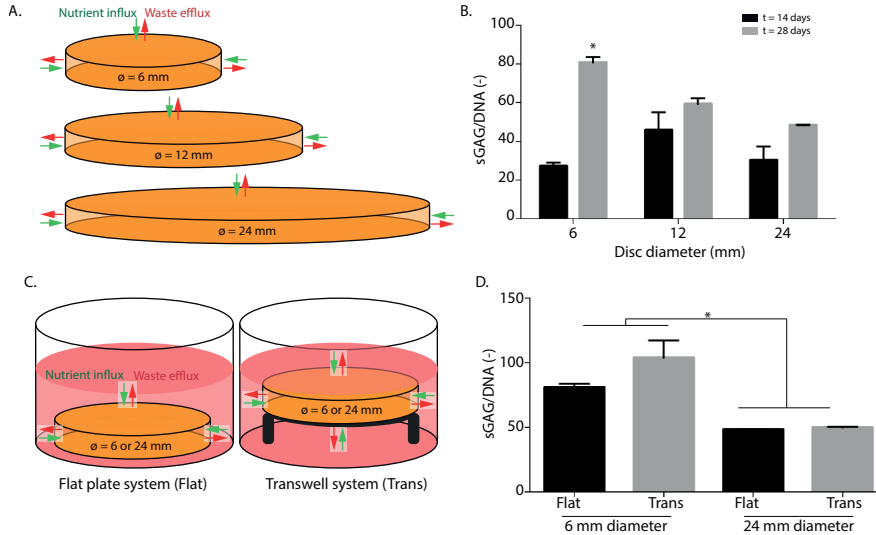 A.
Nutrient influx Waste efflux
ø = 6 mm
ø = 12 mm
ø = 24 mm
B.
t = 14 days
t = 28 days
*
sGAG/DNA (-)
100
80
60
40
20
0
6 12 24
Disc diameter (mm)
C.
Nutrient influx Waste efflux
ø = 6 or 24 mm
ø = 6 or 24 mm
Flat plate system (Flat) Transwell system (Trans)
D.
*
sGAG/DNA (-)
150
100
50
0
Flat Trans Flat Trans
6 mm diameter 24 mm diameter